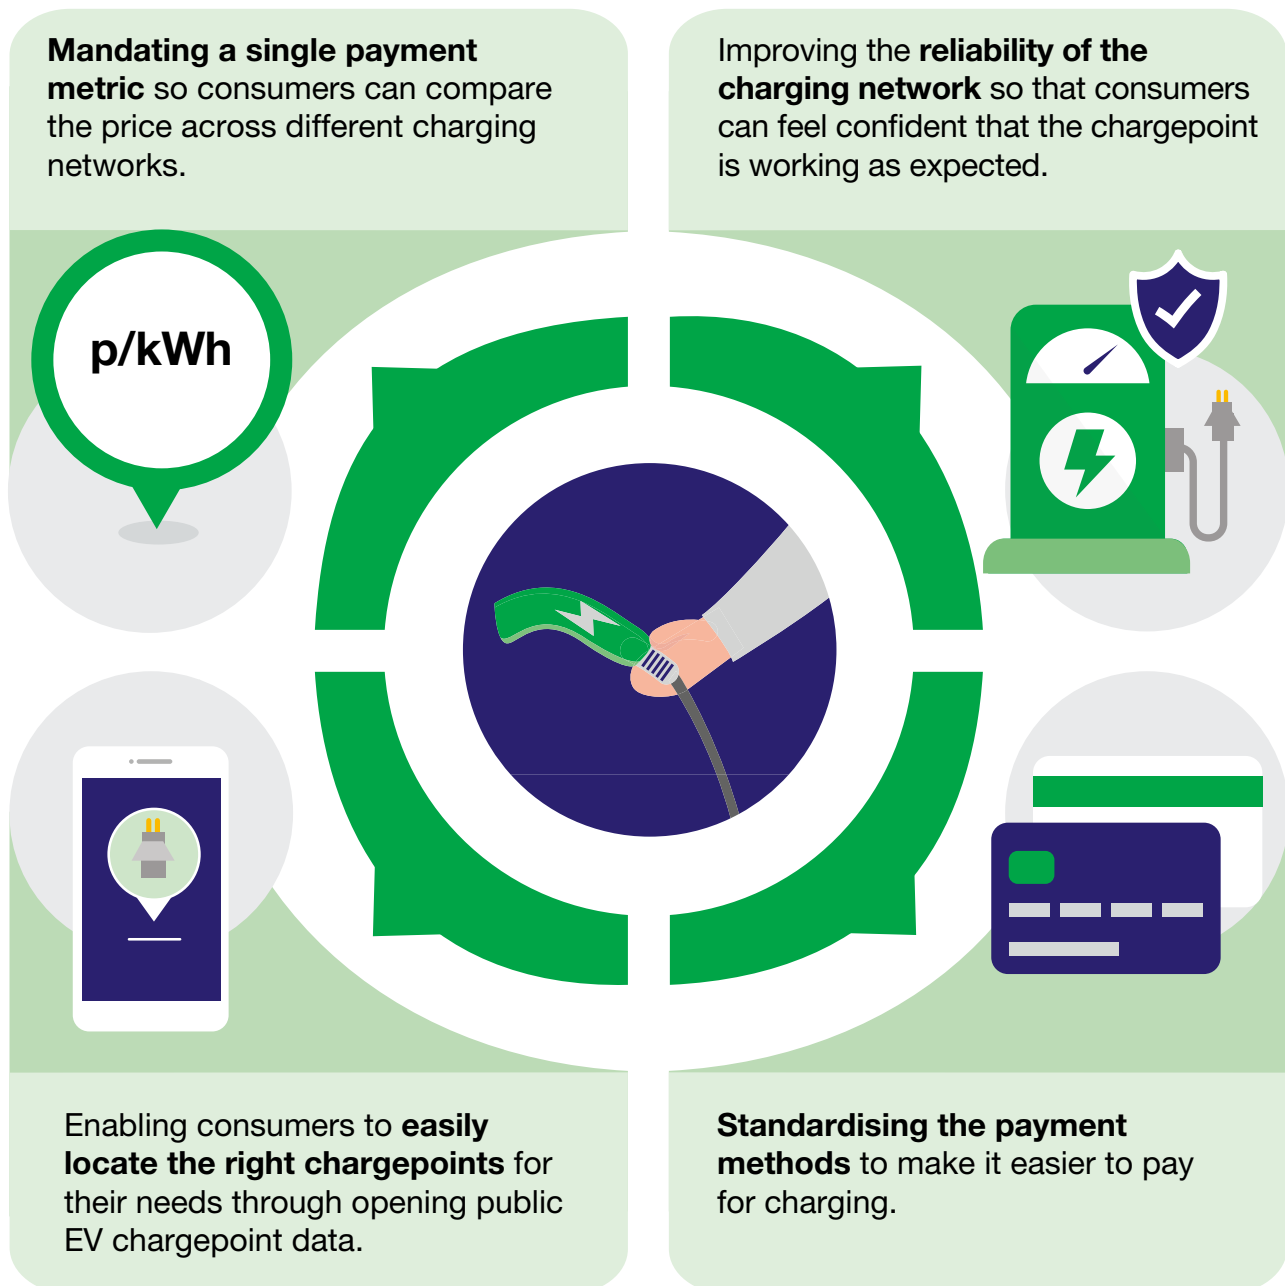 Mandating a single payment
metric so consumers can compare
the price across different charging
networks.
Improving the reliability of the
charging network so that consumers
can feel confident that the chargepoint
is working as expected.
p/kWh
Enabling consumers to easily
locate the right chargepoints for
their needs through opening public
EV chargepoint data.
Standardising the payment
methods to make it easier to pay
for charging.